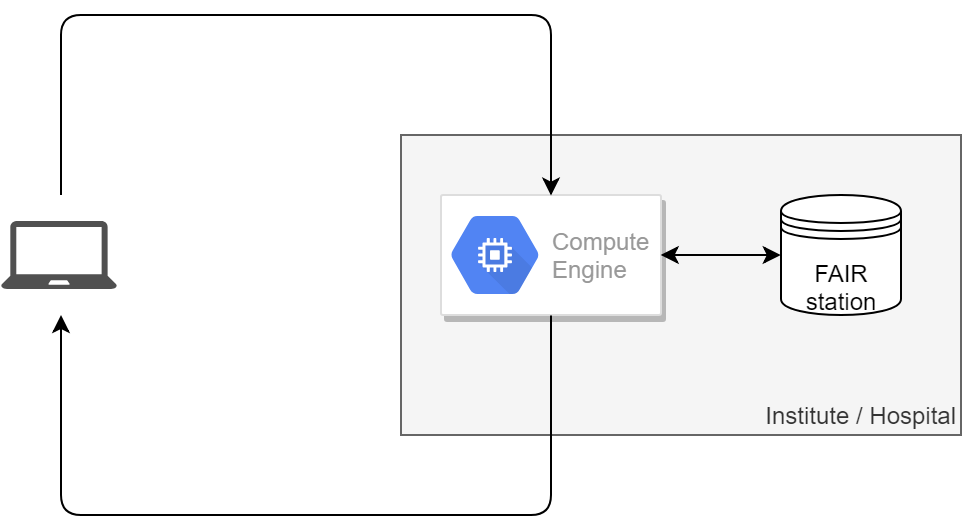 Compute
Engine
FAIR
station
Institute / Hospital